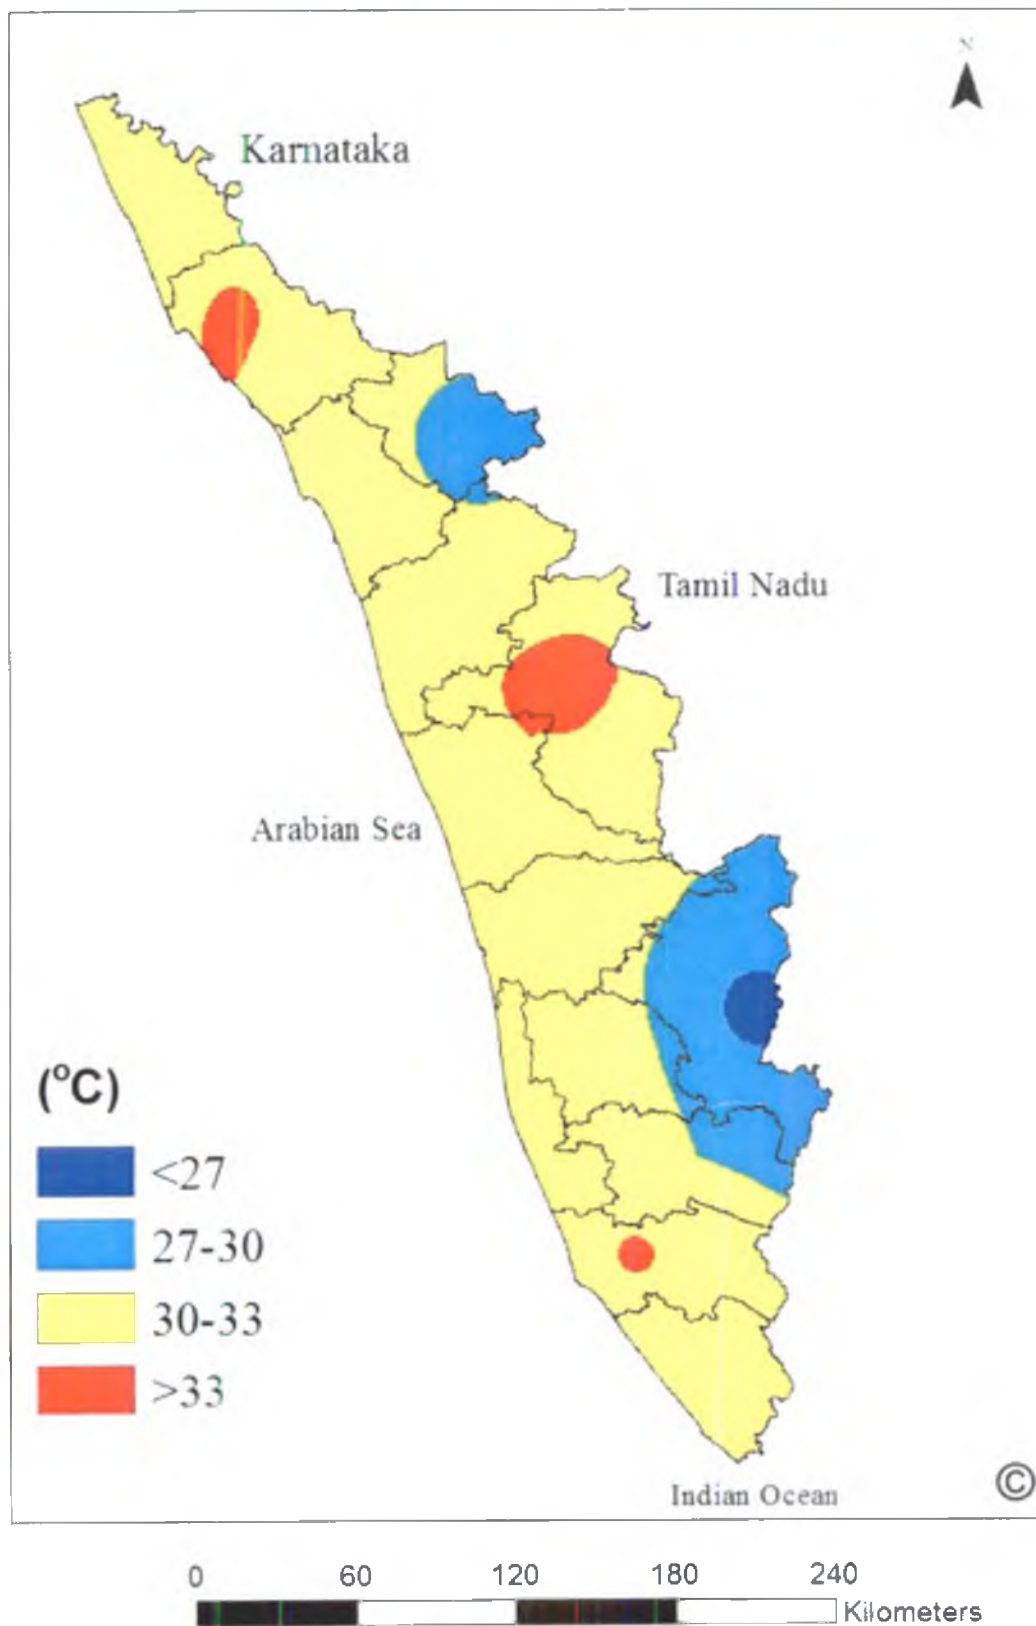 N
Karnataka
Tamil Nadu
Arabian Sea
(°C)
<27
27-30
30-33
>33
Indian Ocean
©
0 60 120 180 240
Kilometers